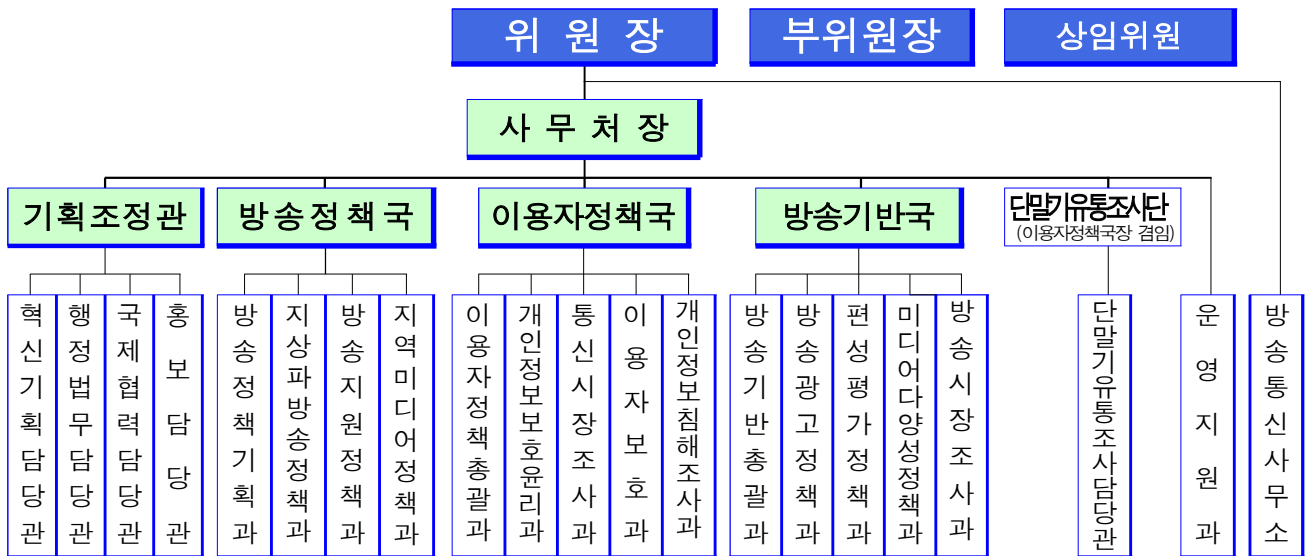 위 원 장
부위원장
상임위원
사 무 처 장
기획조정관
방송정책국
이용자정책국
방송기반국
단말기유통조사단
(이용자정책국장 겸임)
혁신기획담당관
행정법무담당관
국제협력담당관
홍보담당관
방송정책기획과
지상파방송정책과
방송지원정책과
지역미디어정책과
이용자정책총괄과
개인정보보호윤리과
통신시장조사과
이용자보호과
개인정보침해조사과
방송기반총괄과
방송광고정책과
편성평가정책과
미디어다양성정책과
방송시장조사과
단말기유통조사담당관
운영지원과
방송통신사무소